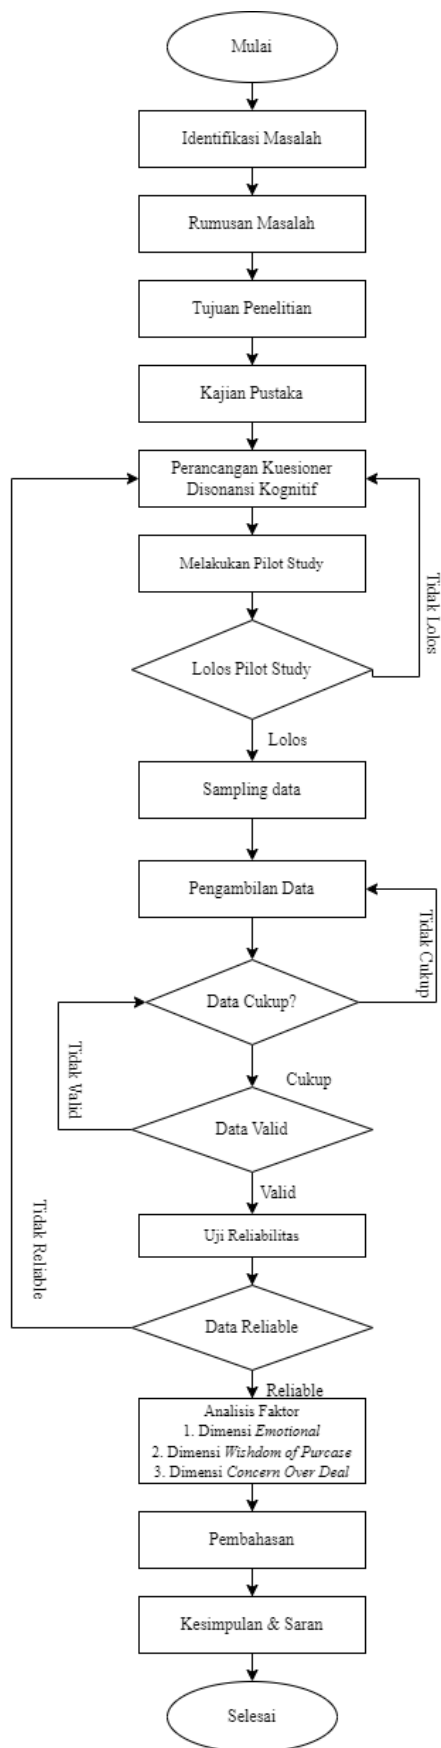 Mulai
Identifikasi Masalah
Rumusan Masalah
Tujuan Penelitian
Kajian Pustaka
Perancangan Kuesioner
Disonansi Kognitif
Melakukan Pilot Study
Tidak Lolos
Lolos Pilot Study
Lolos
Sampling data
Pengambilan Data
Tidak Cukup
Data Cukup?
Tidak Valid
Cukup
Data Valid
Valid
Tidak Reliable
Uji Reliabilitas
Data Reliable
Reliable
Analisis Faktor
1. Dimensi Emotional
2. Dimensi Wishdom of Purcase
3. Dimensi Concern Over Deal
Pembahasan
Kesimpulan & Saran
Selesai